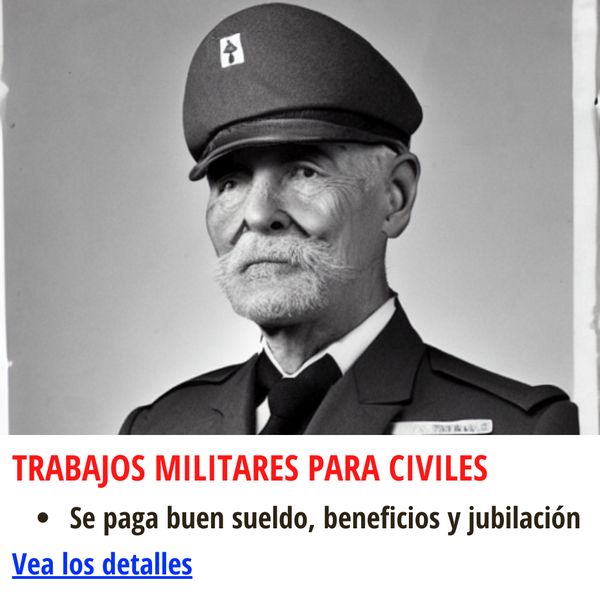 TRABAJOS MILITARES PARA CIVILES
• Se paga buen sueldo, beneficios y jubilación
Vea los detalles